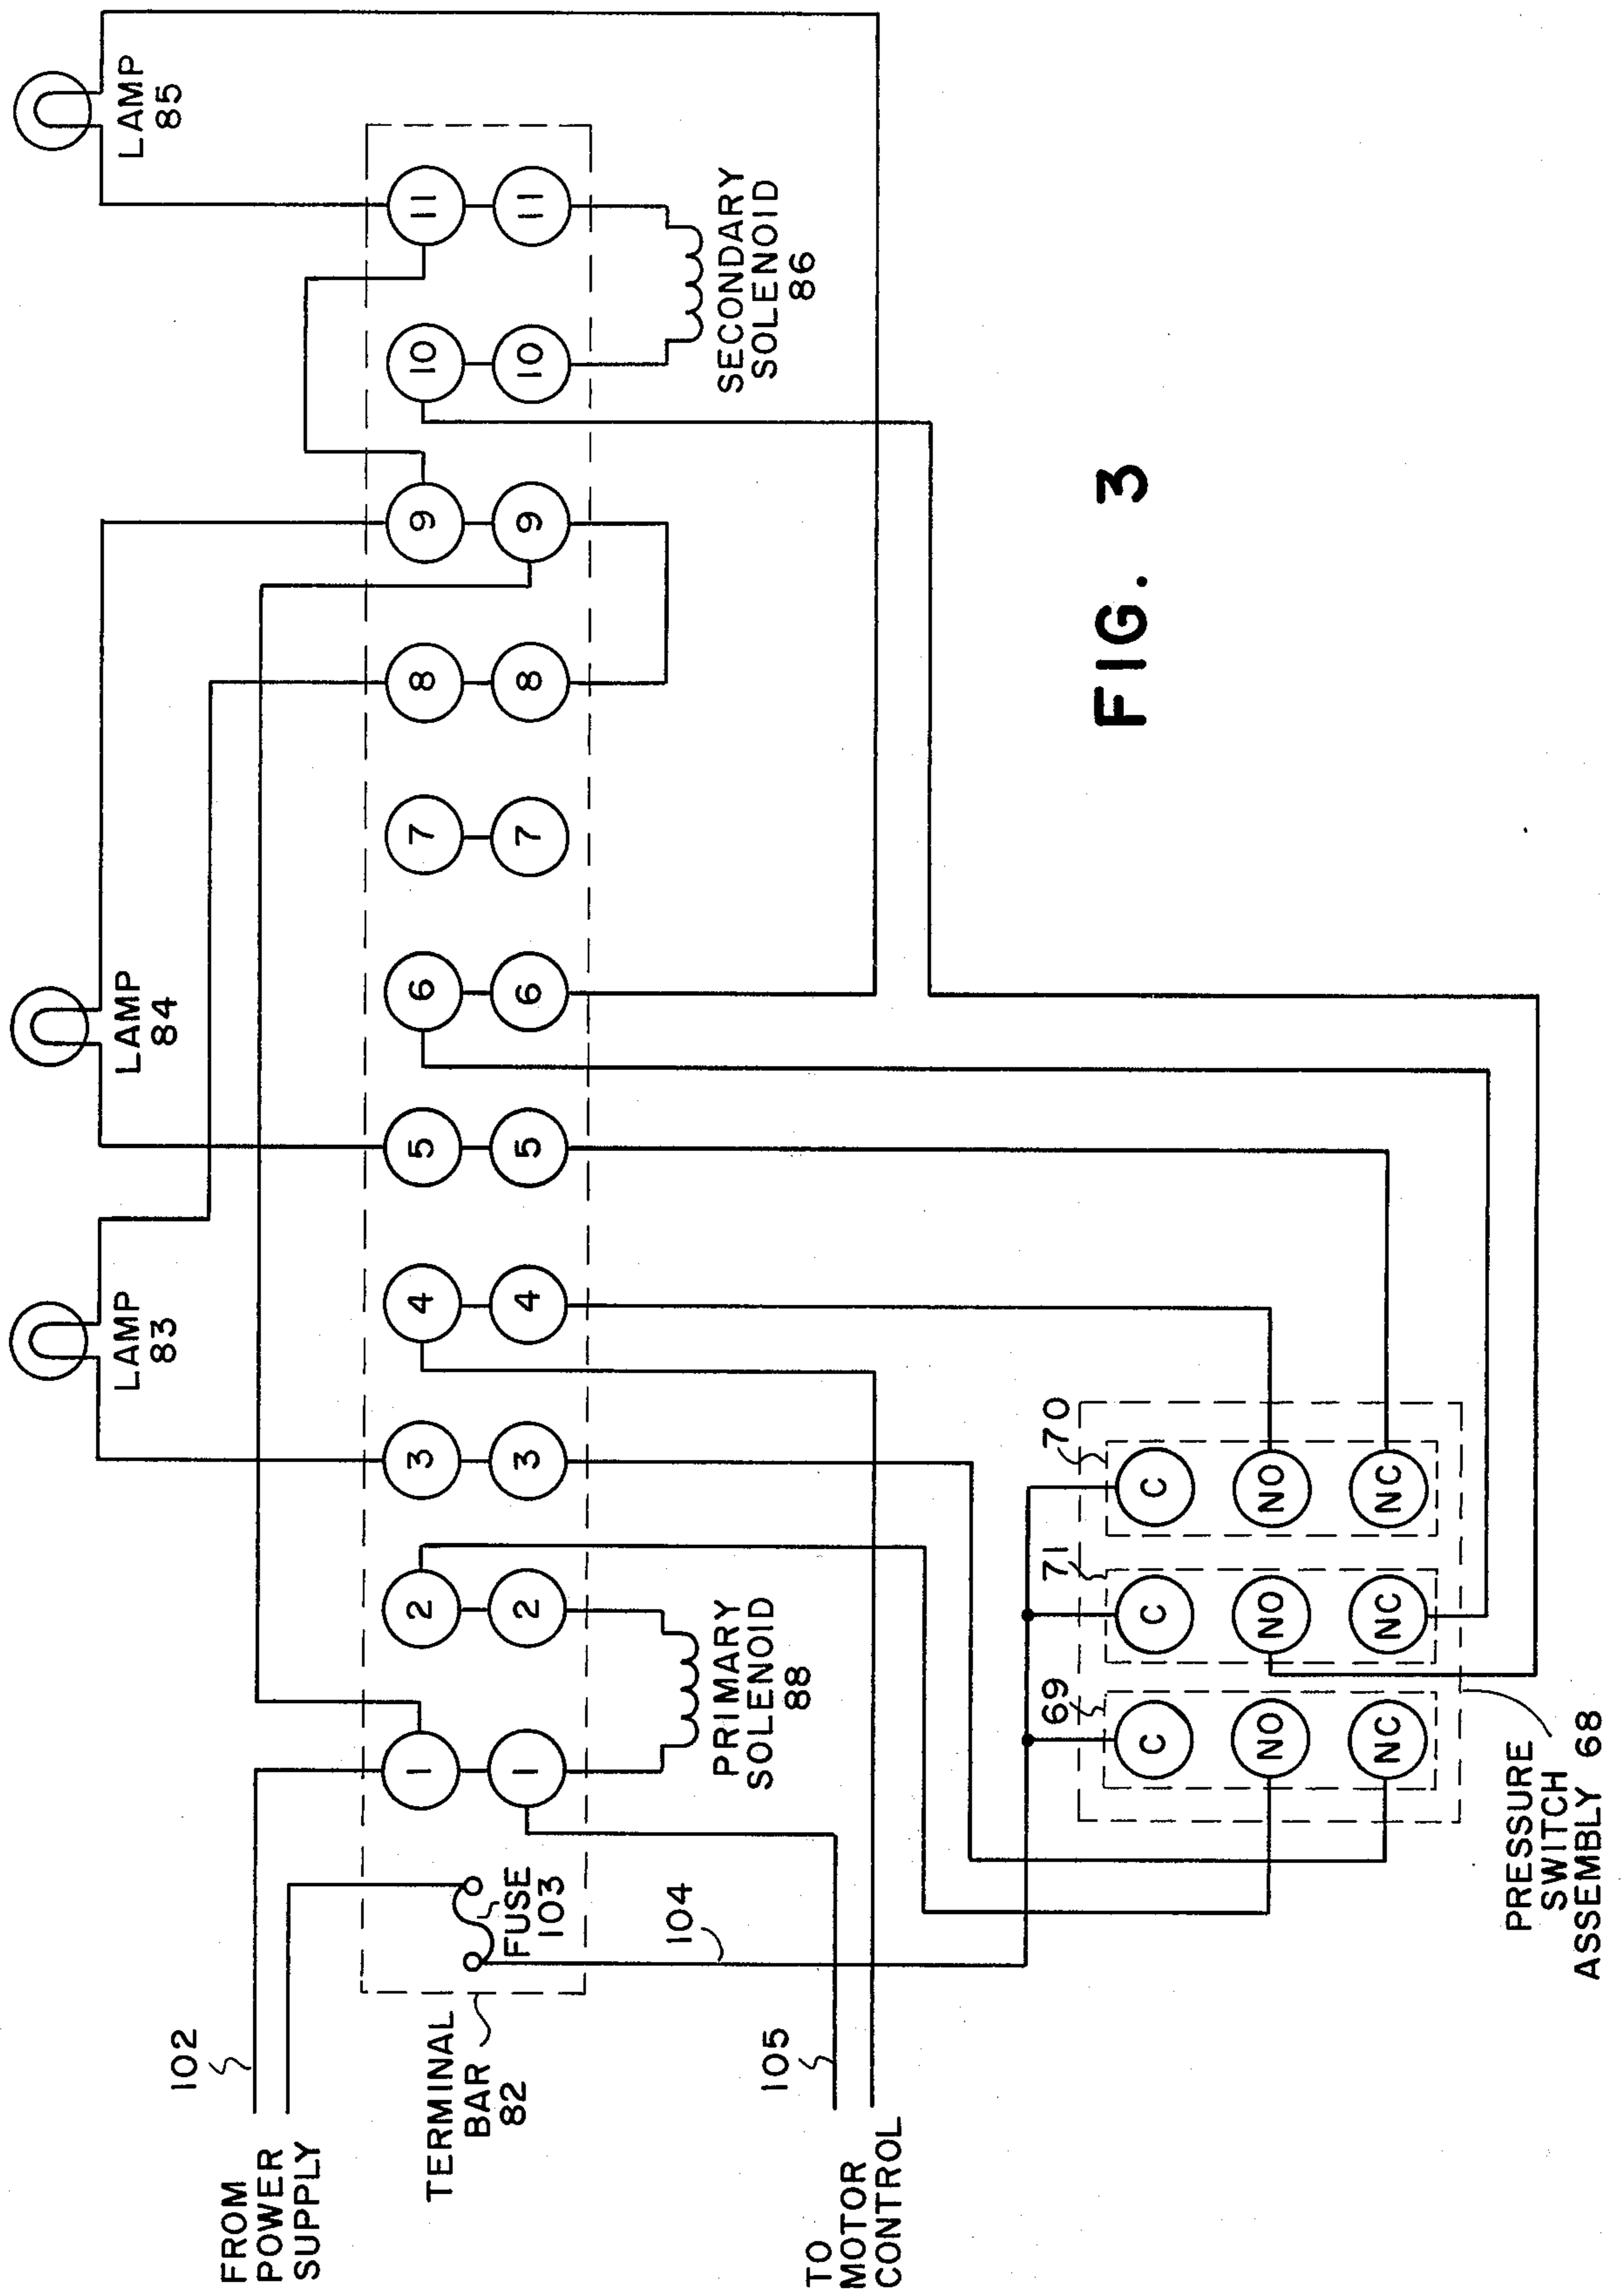 LAMP
83
LAMP
84
LAMP
85
102
FROM
POWER
SUPPLY
TERMINAL
BAR
82
FUSE
103
1
2
3
4
5
6
7
8
9
10
11
1
2
3
4
5
6
7
8
9
10
11
PRIMARY
SOLENOID
88
SECONDARY
SOLENOID
86
104
105
TO
MOTOR
CONTROL
69
71
70
C
C
C
NO
NO
NO
NC
NC
NC
PRESSURE
SWITCH
ASSEMBLY 68
FIG. 3